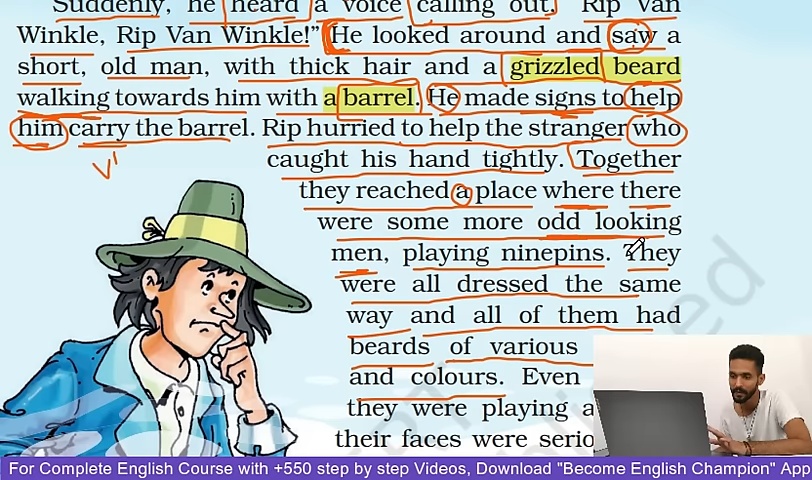 Suddenly, he heard a voice calling out, "Rip Van
Winkle, Rip Van Winkle!" He looked around and saw a
short, old man, with thick hair and a grizzled beard
walking towards him with a barrel. He made signs to help
him carry the barrel. Rip hurried to help the stranger who
caught his hand tightly. Together
they reached a place where there
were some more odd looking
men, playing ninepins. They
were all dressed the same
way and all of them had
beards of various
and colours. Even
they were playing a
their faces were serio
For Complete English Course with +550 step by step Videos, Download "Become English Champion" App